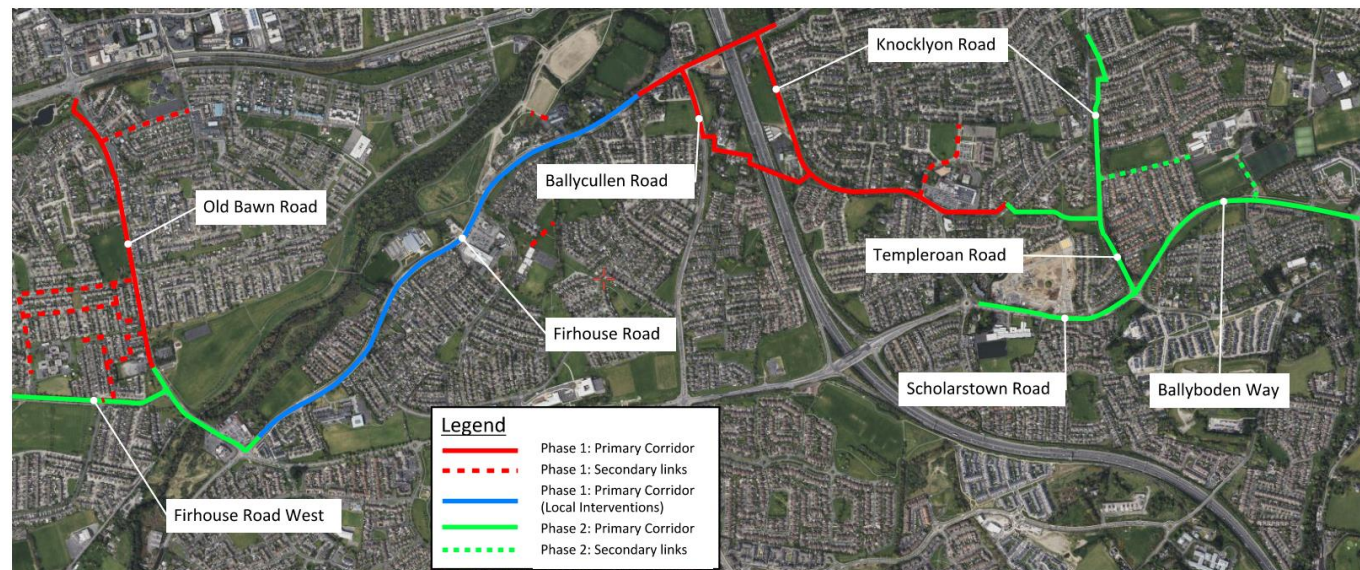 Knocklyon Road
Ballycullen Road
Old Bawn Road
Templeroan Road
Firhouse Road
Scholarstown Road
Ballyboden Way
Firhouse Road West
Legend
Phase 1: Primary Corridor
Phase 1: Secondary links
Phase 1: Primary Corridor
(Local Interventions)
Phase 2: Primary Corridor
Phase 2: Secondary links